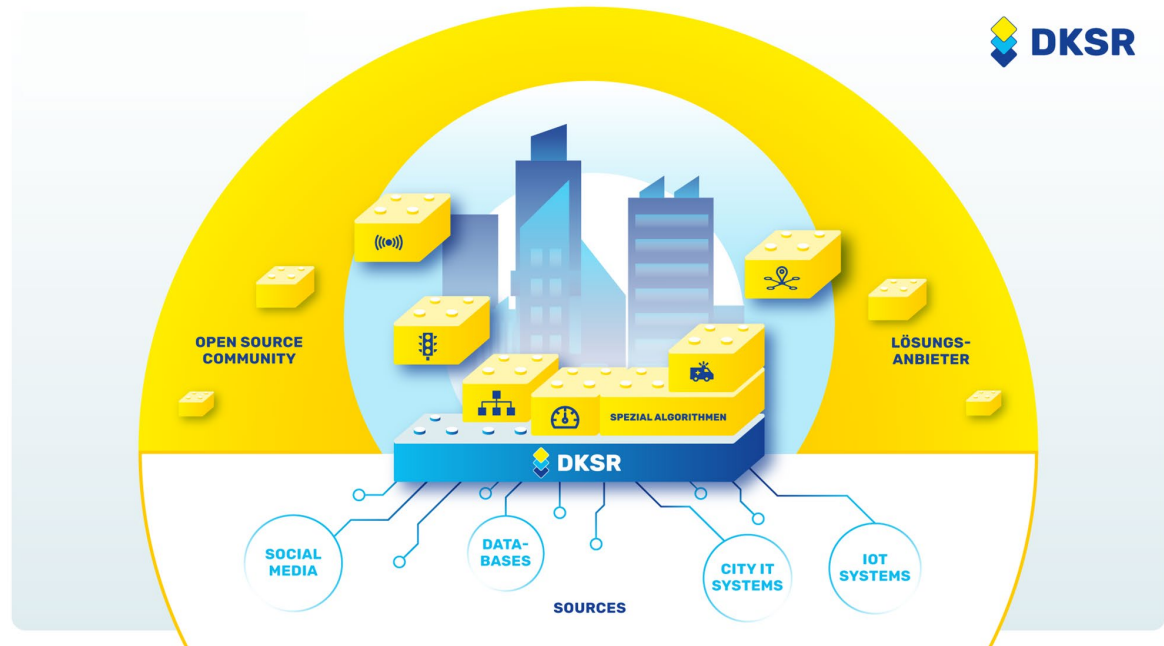 DKSR
OPEN SOURCE
COMMUNITY
LÖSUNGS-
ANBIETER
SPEZIAL ALGORITHMEN
DKSR
SOCIAL
MEDIA
DATA-
BASES
CITY IT
SYSTEMS
IOT
SYSTEMS
SOURCES